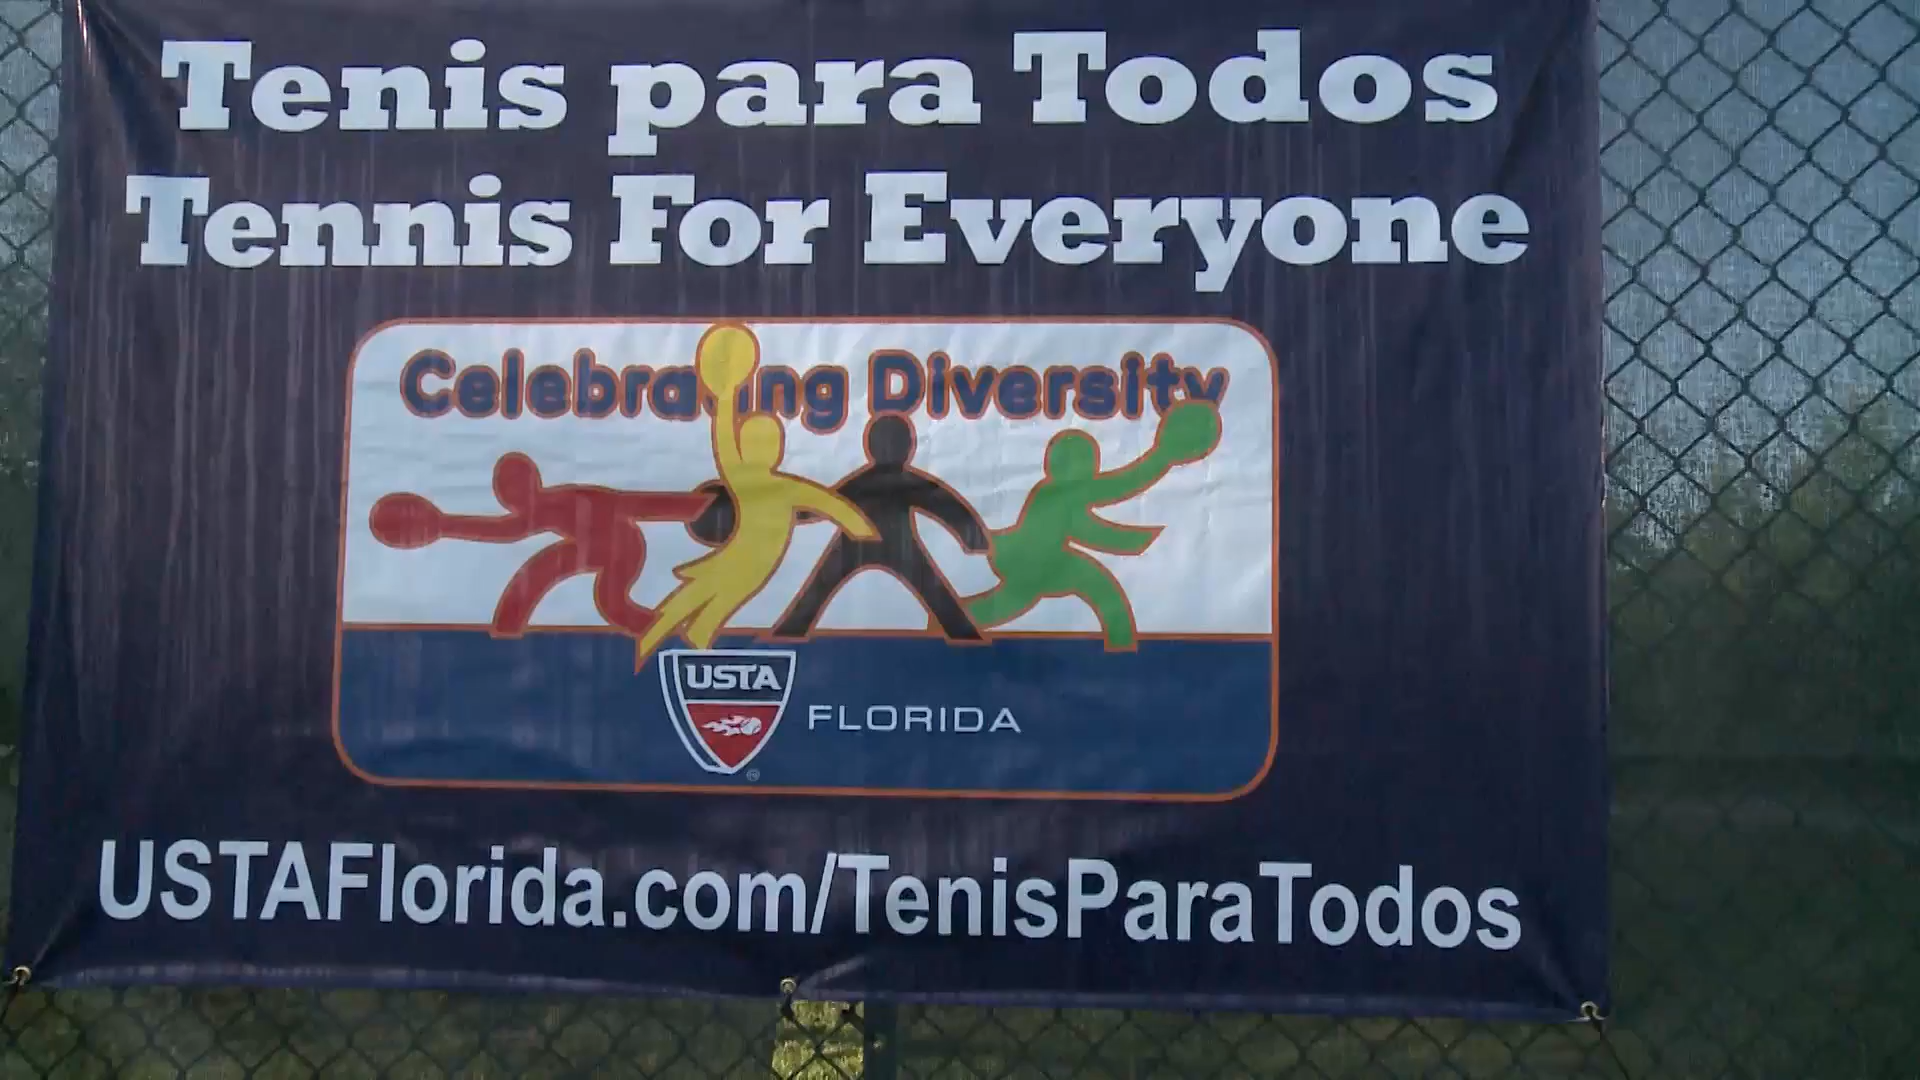 Tenis para Todos
Tennis For Everyone
Celebrating Diversity
USTA
FLORIDA
USTAFlorida.com/TenisParaTodos